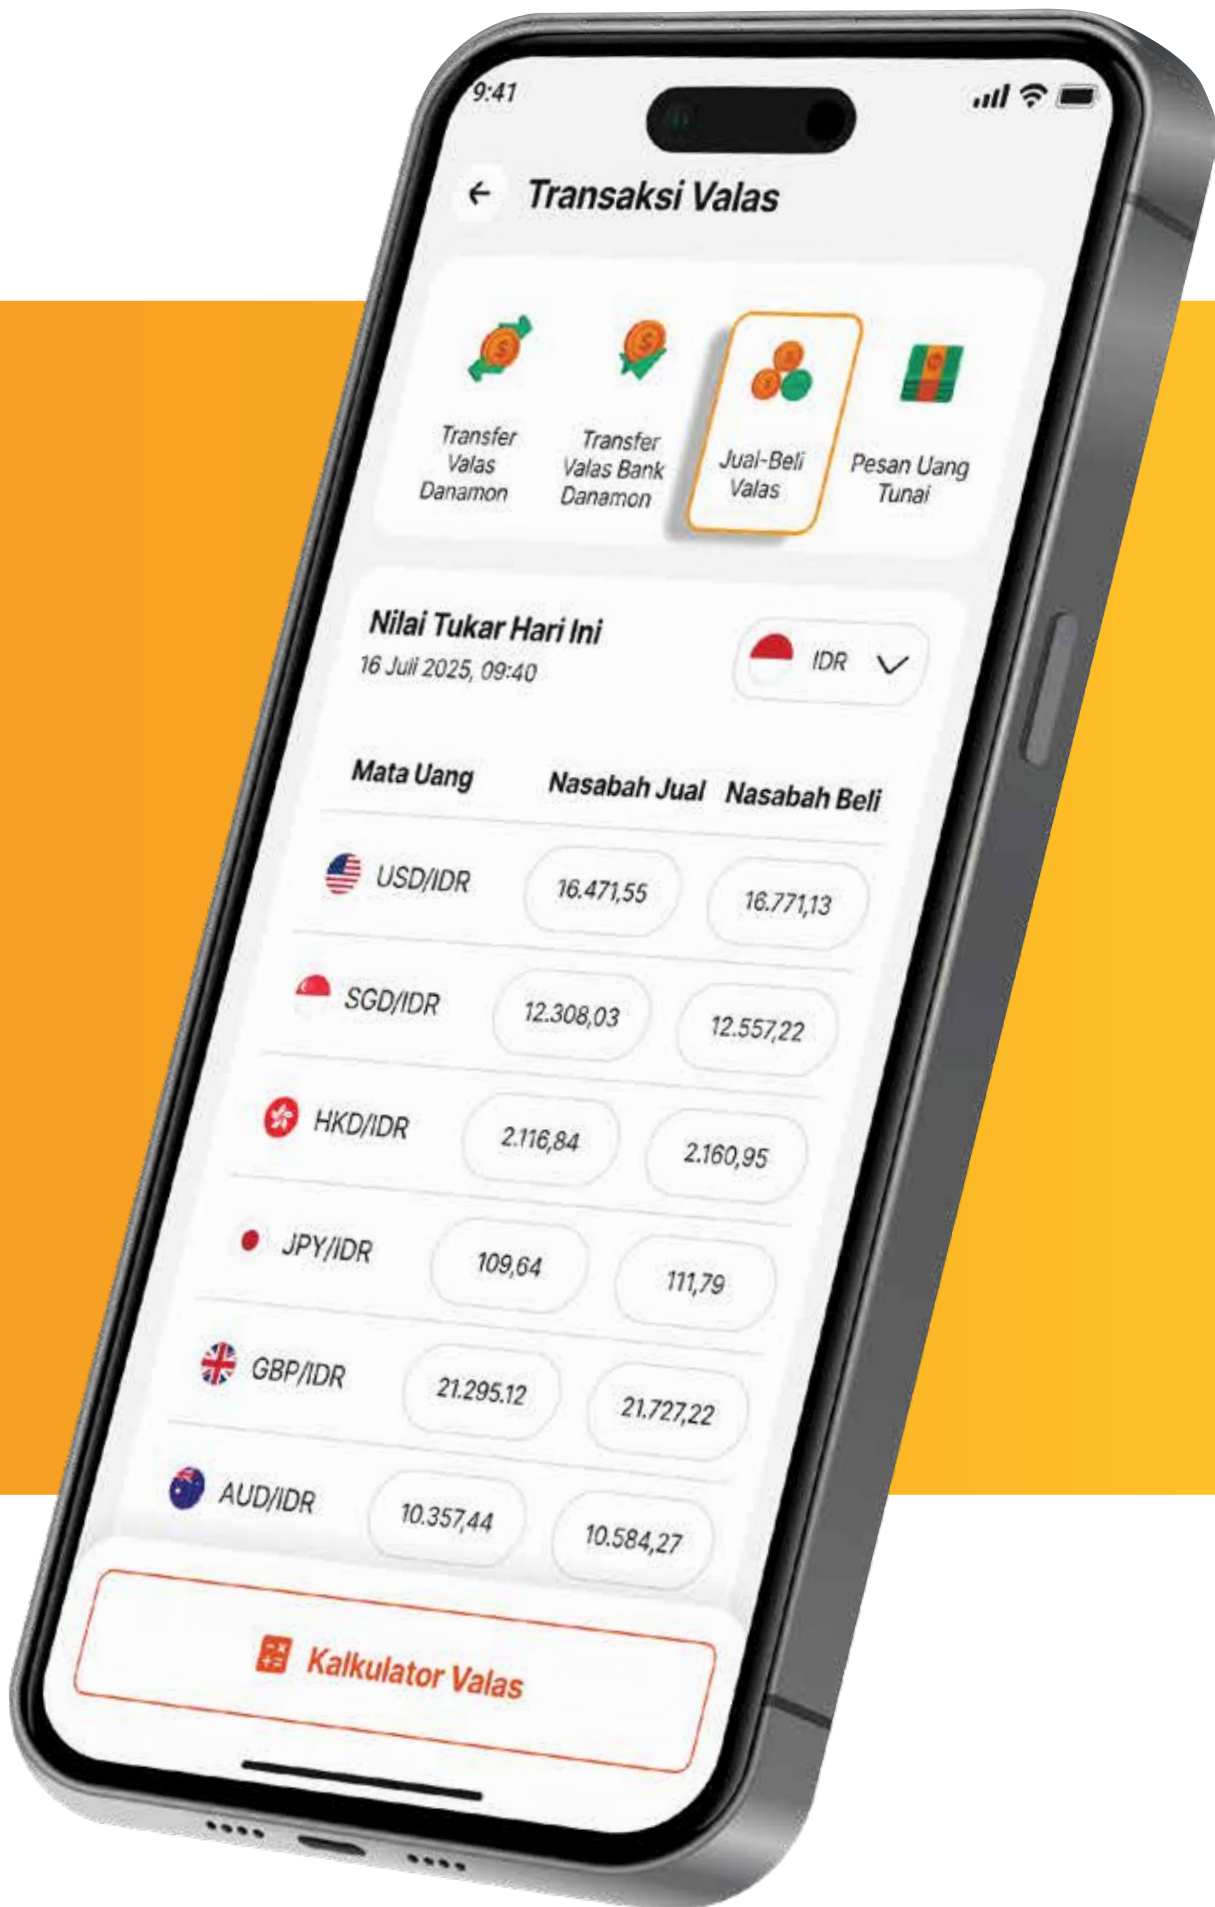 9:41
Transaksi Valas
Transfer
Valas
Danamon
Transfer
Valas Bank
Danamon
Jual-Beli
Valas
Pesan Uang
Tunai
Nilai Tukar Hari Ini
16 Juli 2025, 09:40
IDR
Mata Uang Nasabah Jual Nasabah Beli
USD/IDR 16.471,55 16.771,13
SGD/IDR 12.308,03 12.557,22
HKD/IDR 2.116,84 2.160,95
JPY/IDR 109,64 111,79
GBP/IDR 21.295.12 21.727,22
AUD/IDR 10.357,44 10.584,27
Kalkulator Valas